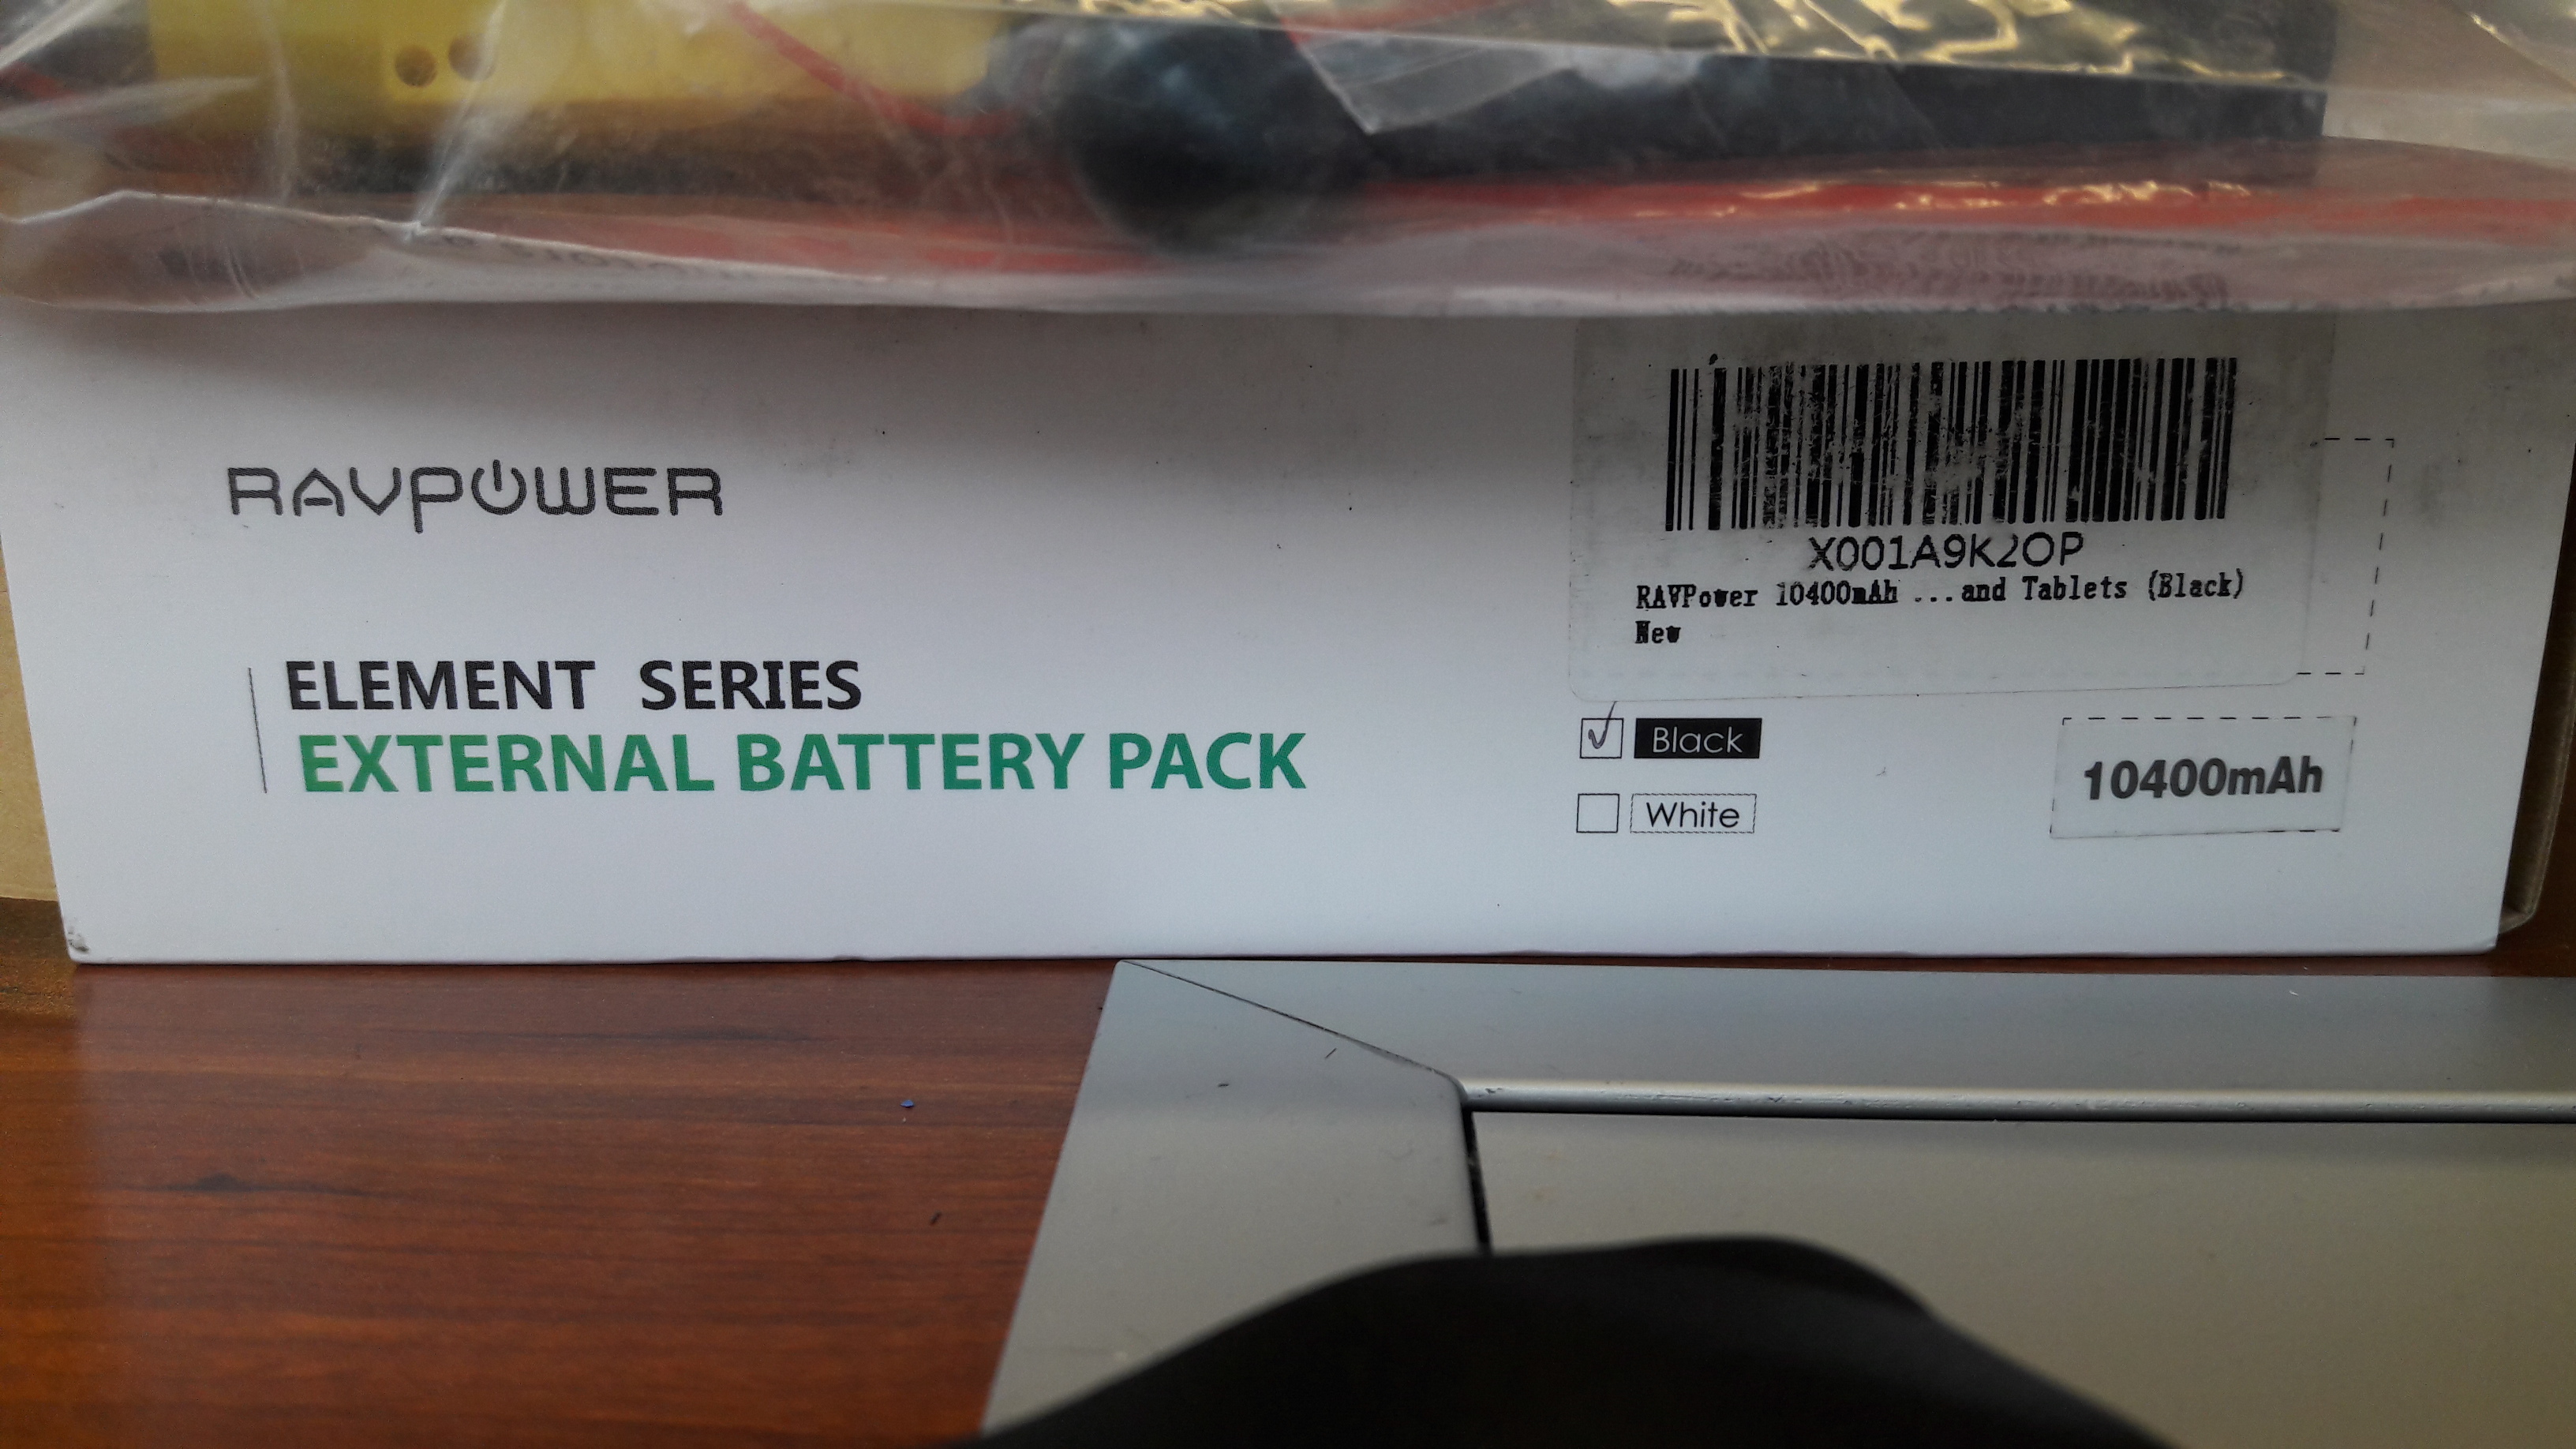 RAVPOWER
ELEMENT SERIES
EXTERNAL BATTERY PACK
X001A9K2OP
RAVPower 10400mAh ...and Tablets (Black)
New
Black
White
10400mAh